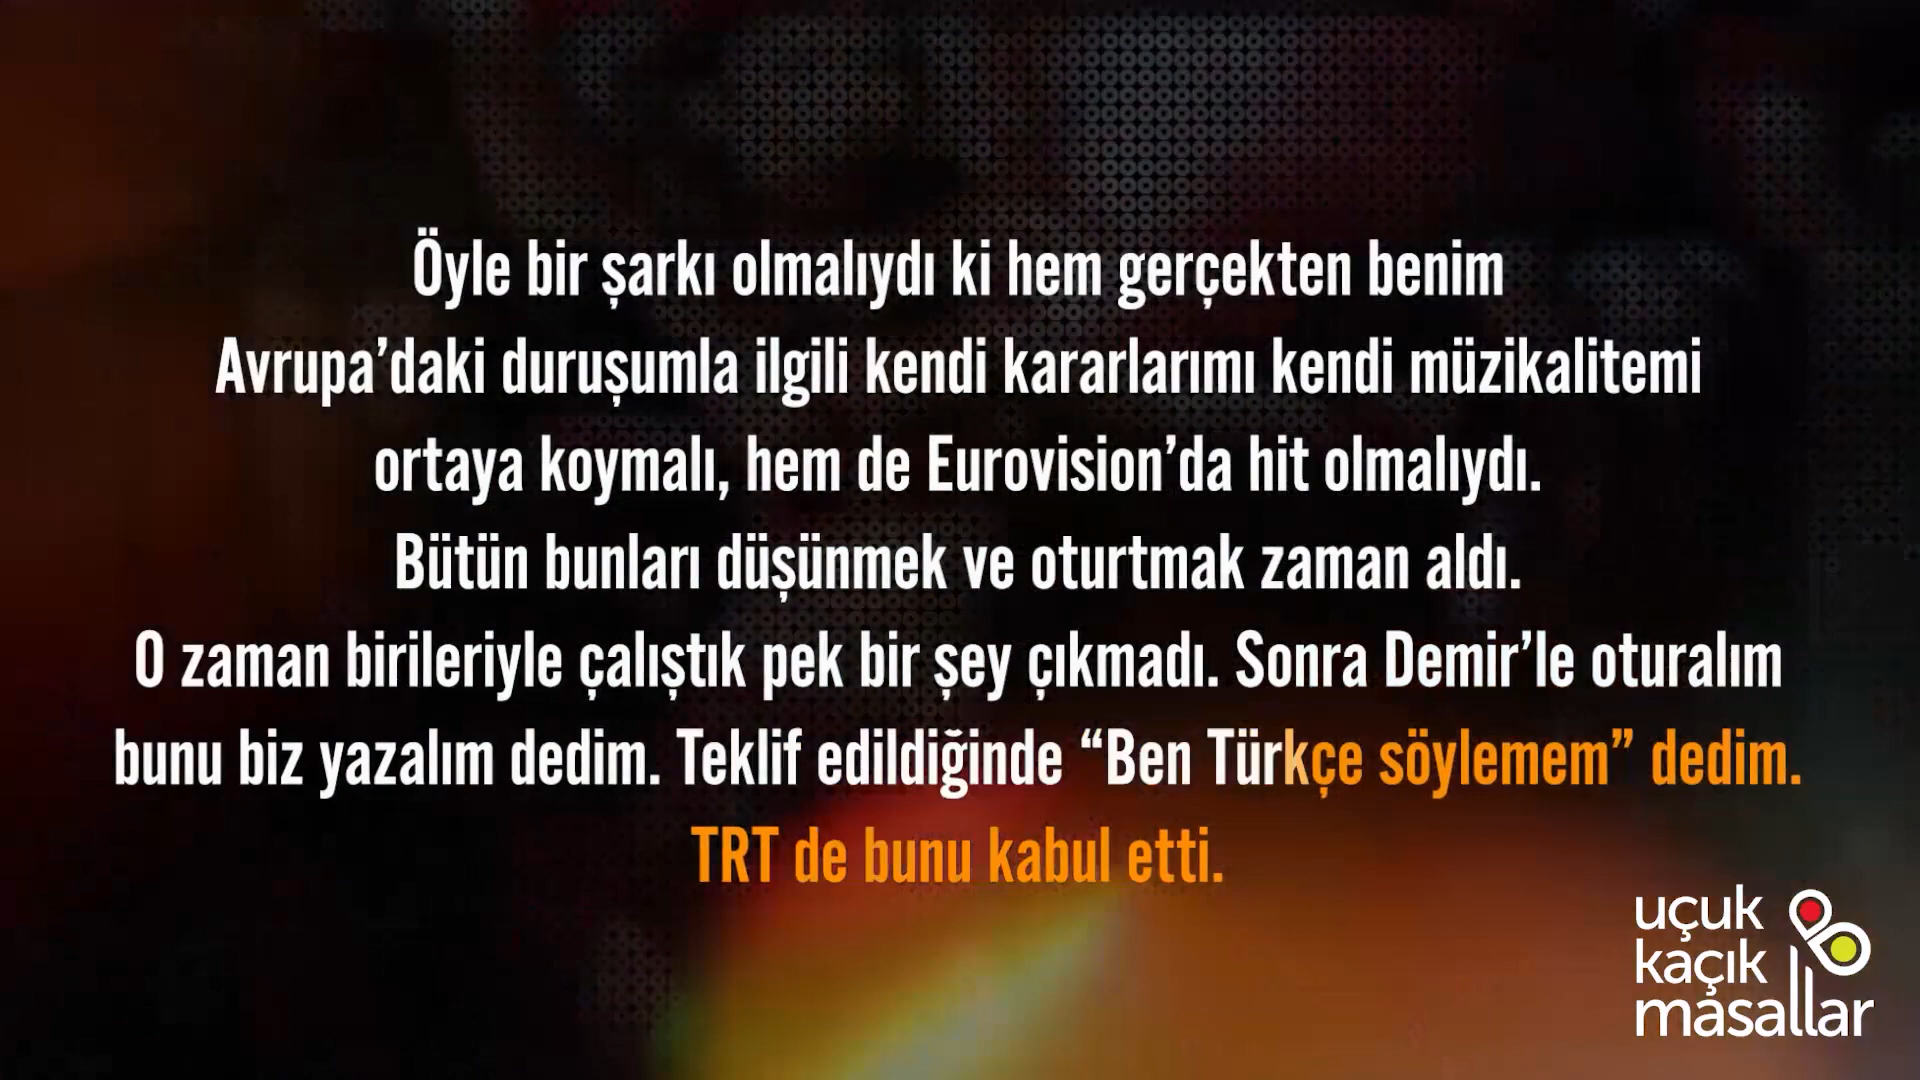 Öyle bir şarkı olmalıydı ki hem gerçekten benim
Avrupa’daki duruşumla ilgili kendi kararlarımı kendi müzikalitemi
ortaya koymalı, hem de Eurovision’da hit olmalıydı.
Bütün bunları düşünmek ve oturtmak zaman aldı.
O zaman birileriyle çalıştık pek bir şey çıkmadı. Sonra Demir’le oturalım
bunu biz yazalım dedim. Teklif edildiğinde “Ben Türkçe söylemem” dedim.
TRT de bunu kabul etti.
uçuk
kaçık
masallar